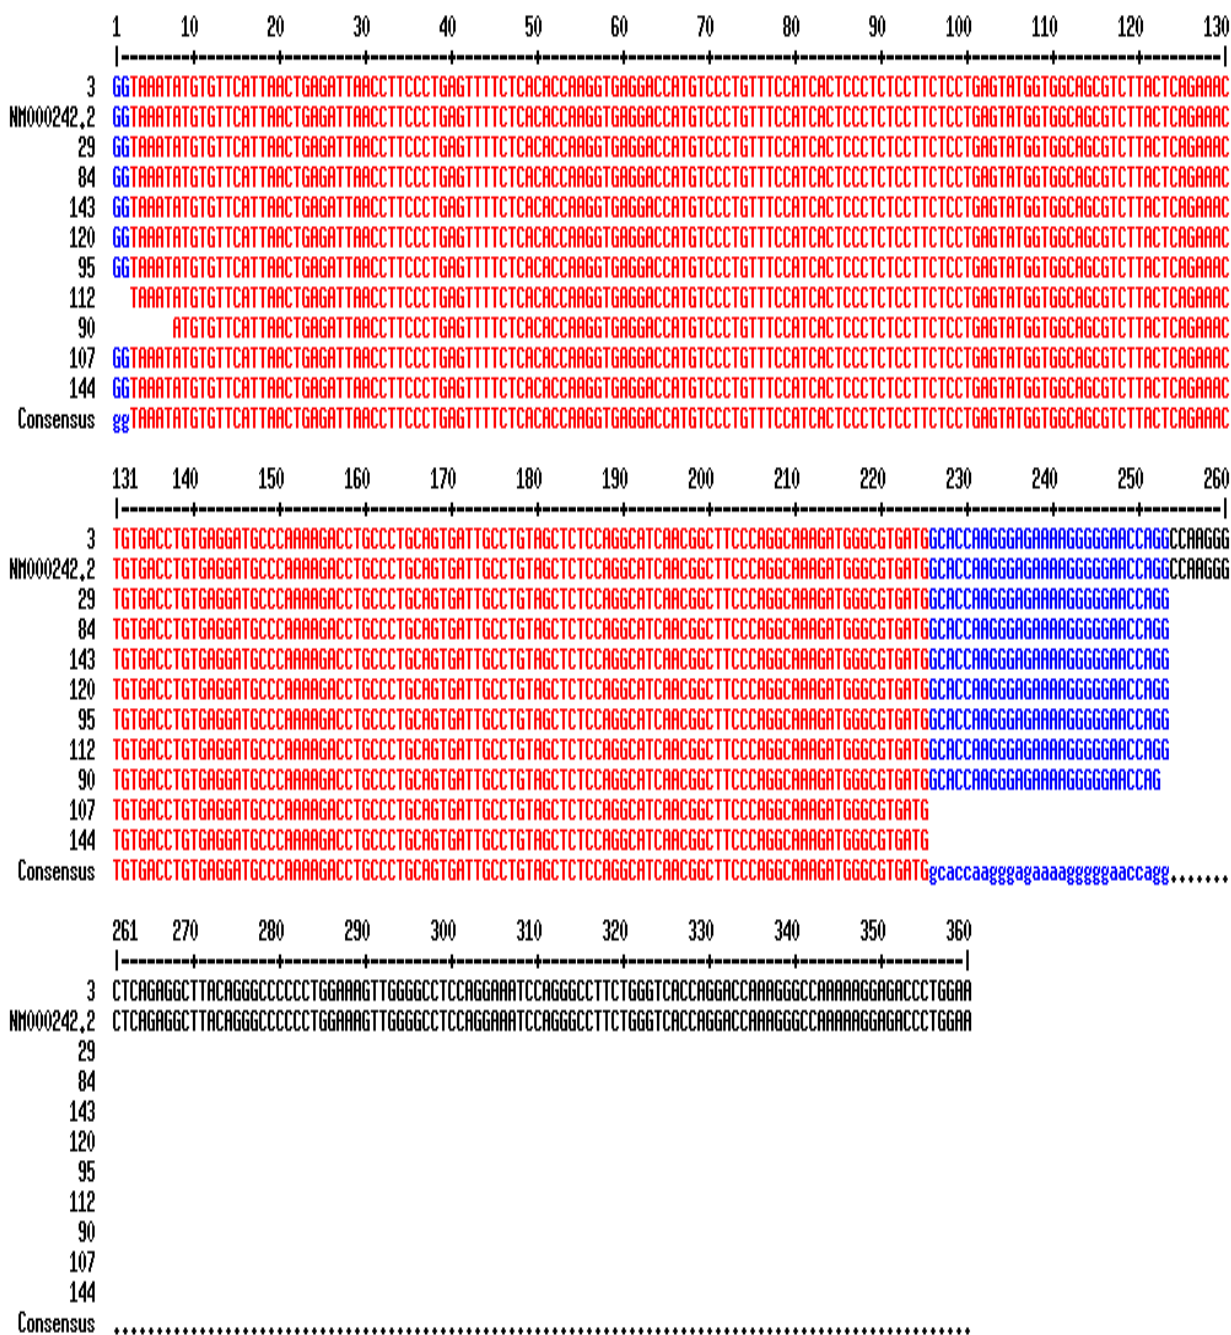 1 10 20 30 40 50 60 70 80 90 100 110 120 130
|--------+---------+---------+---------+---------+---------+---------+---------+---------+---------+---------+---------+---------|
3 GGTAAATATGTGTTCATTAACTGAGATTAACCTTCCCTGAGTTTTCTCACACCAAGGTGAGGACCATGTCCCTGTTTCCATCACTCCCTCTCCTTCTCCTGAGTATGGTGGCAGCGTCTTACTCAGAAAC
NM000242.2 GGTAAATATGTGTTCATTAACTGAGATTAACCTTCCCTGAGTTTTCTCACACCAAGGTGAGGACCATGTCCCTGTTTCCATCACTCCCTCTCCTTCTCCTGAGTATGGTGGCAGCGTCTTACTCAGAAAC
29 GGTAAATATGTGTTCATTAACTGAGATTAACCTTCCCTGAGTTTTCTCACACCAAGGTGAGGACCATGTCCCTGTTTCCATCACTCCCTCTCCTTCTCCTGAGTATGGTGGCAGCGTCTTACTCAGAAAC
84 GGTAAATATGTGTTCATTAACTGAGATTAACCTTCCCTGAGTTTTCTCACACCAAGGTGAGGACCATGTCCCTGTTTCCATCACTCCCTCTCCTTCTCCTGAGTATGGTGGCAGCGTCTTACTCAGAAAC
143 GGTAAATATGTGTTCATTAACTGAGATTAACCTTCCCTGAGTTTTCTCACACCAAGGTGAGGACCATGTCCCTGTTTCCATCACTCCCTCTCCTTCTCCTGAGTATGGTGGCAGCGTCTTACTCAGAAAC
120 GGTAAATATGTGTTCATTAACTGAGATTAACCTTCCCTGAGTTTTCTCACACCAAGGTGAGGACCATGTCCCTGTTTCCATCACTCCCTCTCCTTCTCCTGAGTATGGTGGCAGCGTCTTACTCAGAAAC
95 GGTAAATATGTGTTCATTAACTGAGATTAACCTTCCCTGAGTTTTCTCACACCAAGGTGAGGACCATGTCCCTGTTTCCATCACTCCCTCTCCTTCTCCTGAGTATGGTGGCAGCGTCTTACTCAGAAAC
112 TAAATATGTGTTCATTAACTGAGATTAACCTTCCCTGAGTTTTCTCACACCAAGGTGAGGACCATGTCCCTGTTTCCATCACTCCCTCTCCTTCTCCTGAGTATGGTGGCAGCGTCTTACTCAGAAAC
90 ATGTGTTCATTAACTGAGATTAACCTTCCCTGAGTTTTCTCACACCAAGGTGAGGACCATGTCCCTGTTTCCATCACTCCCTCTCCTTCTCCTGAGTATGGTGGCAGCGTCTTACTCAGAAAC
107 GGTAAATATGTGTTCATTAACTGAGATTAACCTTCCCTGAGTTTTCTCACACCAAGGTGAGGACCATGTCCCTGTTTCCATCACTCCCTCTCCTTCTCCTGAGTATGGTGGCAGCGTCTTACTCAGAAAC
144 GGTAAATATGTGTTCATTAACTGAGATTAACCTTCCCTGAGTTTTCTCACACCAAGGTGAGGACCATGTCCCTGTTTCCATCACTCCCTCTCCTTCTCCTGAGTATGGTGGCAGCGTCTTACTCAGAAAC
Consensus ggTAAATATGTGTTCATTAACTGAGATTAACCTTCCCTGAGTTTTCTCACACCAAGGTGAGGACCATGTCCCTGTTTCCATCACTCCCTCTCCTTCTCCTGAGTATGGTGGCAGCGTCTTACTCAGAAAC
131 140 150 160 170 180 190 200 210 220 230 240 250 260
|--------+---------+---------+---------+---------+---------+---------+---------+---------+---------+---------+---------+---------|
3 TGTGACCTGTGAGGATGCCCAAAAGACCTGCCCTGCAGTGATTGCCTGTAGCTCTCCAGGCATCAACGGCTTCCCAGGCAAAGATGGGCGTGATGGCACCAAGGGAGAAAAGGGGGAACCAGGCCAAGGG
NM000242.2 TGTGACCTGTGAGGATGCCCAAAAGACCTGCCCTGCAGTGATTGCCTGTAGCTCTCCAGGCATCAACGGCTTCCCAGGCAAAGATGGGCGTGATGGCACCAAGGGAGAAAAGGGGGAACCAGGCCAAGGG
29 TGTGACCTGTGAGGATGCCCAAAAGACCTGCCCTGCAGTGATTGCCTGTAGCTCTCCAGGCATCAACGGCTTCCCAGGCAAAGATGGGCGTGATGGCACCAAGGGAGAAAAGGGGGAACCAGG
84 TGTGACCTGTGAGGATGCCCAAAAGACCTGCCCTGCAGTGATTGCCTGTAGCTCTCCAGGCATCAACGGCTTCCCAGGCAAAGATGGGCGTGATGGCACCAAGGGAGAAAAGGGGGAACCAGG
143 TGTGACCTGTGAGGATGCCCAAAAGACCTGCCCTGCAGTGATTGCCTGTAGCTCTCCAGGCATCAACGGCTTCCCAGGCAAAGATGGGCGTGATGGCACCAAGGGAGAAAAGGGGGAACCAGG
120 TGTGACCTGTGAGGATGCCCAAAAGACCTGCCCTGCAGTGATTGCCTGTAGCTCTCCAGGCATCAACGGCTTCCCAGGCAAAGATGGGCGTGATGGCACCAAGGGAGAAAAGGGGGAACCAGG
95 TGTGACCTGTGAGGATGCCCAAAAGACCTGCCCTGCAGTGATTGCCTGTAGCTCTCCAGGCATCAACGGCTTCCCAGGCAAAGATGGGCGTGATGGCACCAAGGGAGAAAAGGGGGAACCAGG
112 TGTGACCTGTGAGGATGCCCAAAAGACCTGCCCTGCAGTGATTGCCTGTAGCTCTCCAGGCATCAACGGCTTCCCAGGCAAAGATGGGCGTGATGGCACCAAGGGAGAAAAGGGGGAACCAGG
90 TGTGACCTGTGAGGATGCCCAAAAGACCTGCCCTGCAGTGATTGCCTGTAGCTCTCCAGGCATCAACGGCTTCCCAGGCAAAGATGGGCGTGATGGCACCAAGGGAGAAAAGGGGGAACCAG
107 TGTGACCTGTGAGGATGCCCAAAAGACCTGCCCTGCAGTGATTGCCTGTAGCTCTCCAGGCATCAACGGCTTCCCAGGCAAAGATGGGCGTGATG
144 TGTGACCTGTGAGGATGCCCAAAAGACCTGCCCTGCAGTGATTGCCTGTAGCTCTCCAGGCATCAACGGCTTCCCAGGCAAAGATGGGCGTGATG
Consensus TGTGACCTGTGAGGATGCCCAAAAGACCTGCCCTGCAGTGATTGCCTGTAGCTCTCCAGGCATCAACGGCTTCCCAGGCAAAGATGGGCGTGATGgcaccaagggagaaaagggggaaccagg.......
261 270 280 290 300 310 320 330 340 350 360
|--------+---------+---------+---------+---------+---------+---------+---------+---------+---------|
3 CTCAGAGGCTTACAGGGCCCCCCTGGAAAGTTGGGGCCTCCAGGAAATCCAGGGCCTTCTGGGTCACCAGGACCAAAGGGCCAAAAAGGAGACCCTGGAA
NM000242.2 CTCAGAGGCTTACAGGGCCCCCCTGGAAAGTTGGGGCCTCCAGGAAATCCAGGGCCTTCTGGGTCACCAGGACCAAAGGGCCAAAAAGGAGACCCTGGAA
29
84
143
120
95
112
90
107
144
Consensus ....................................................................................................